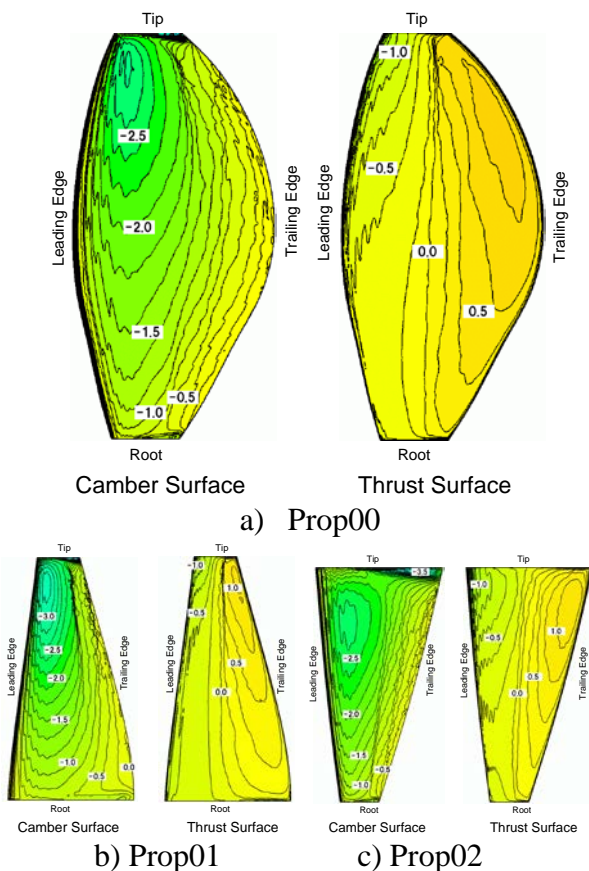 Tip
Tip
Leading Edge
-2.5
-2.0
-1.5
-1.0
-0.5
Trailing Edge
Root
Camber Surface
Leading Edge
-1.0
-0.5
0.0
0.5
Trailing Edge
Root
Thrust Surface
a) Prop00
Tip
Leading Edge
-3.0
-2.5
-2.0
-1.5
-1.0
-0.5
0.0
Trailing Edge
Root
Camber Surface
Tip
Leading Edge
-1.0
-0.5
1.0
0.5
0.0
Trailing Edge
Root
Thrust Surface
b) Prop01
Tip
Leading Edge
-3.5
-2.5
-2.0
-1.5
-0.5
-1.0
Trailing Edge
Root
Camber Surface
Tip
Leading Edge
-1.0
-0.5
1.0
0.5
0.0
Trailing Edge
Root
Thrust Surface
c) Prop02